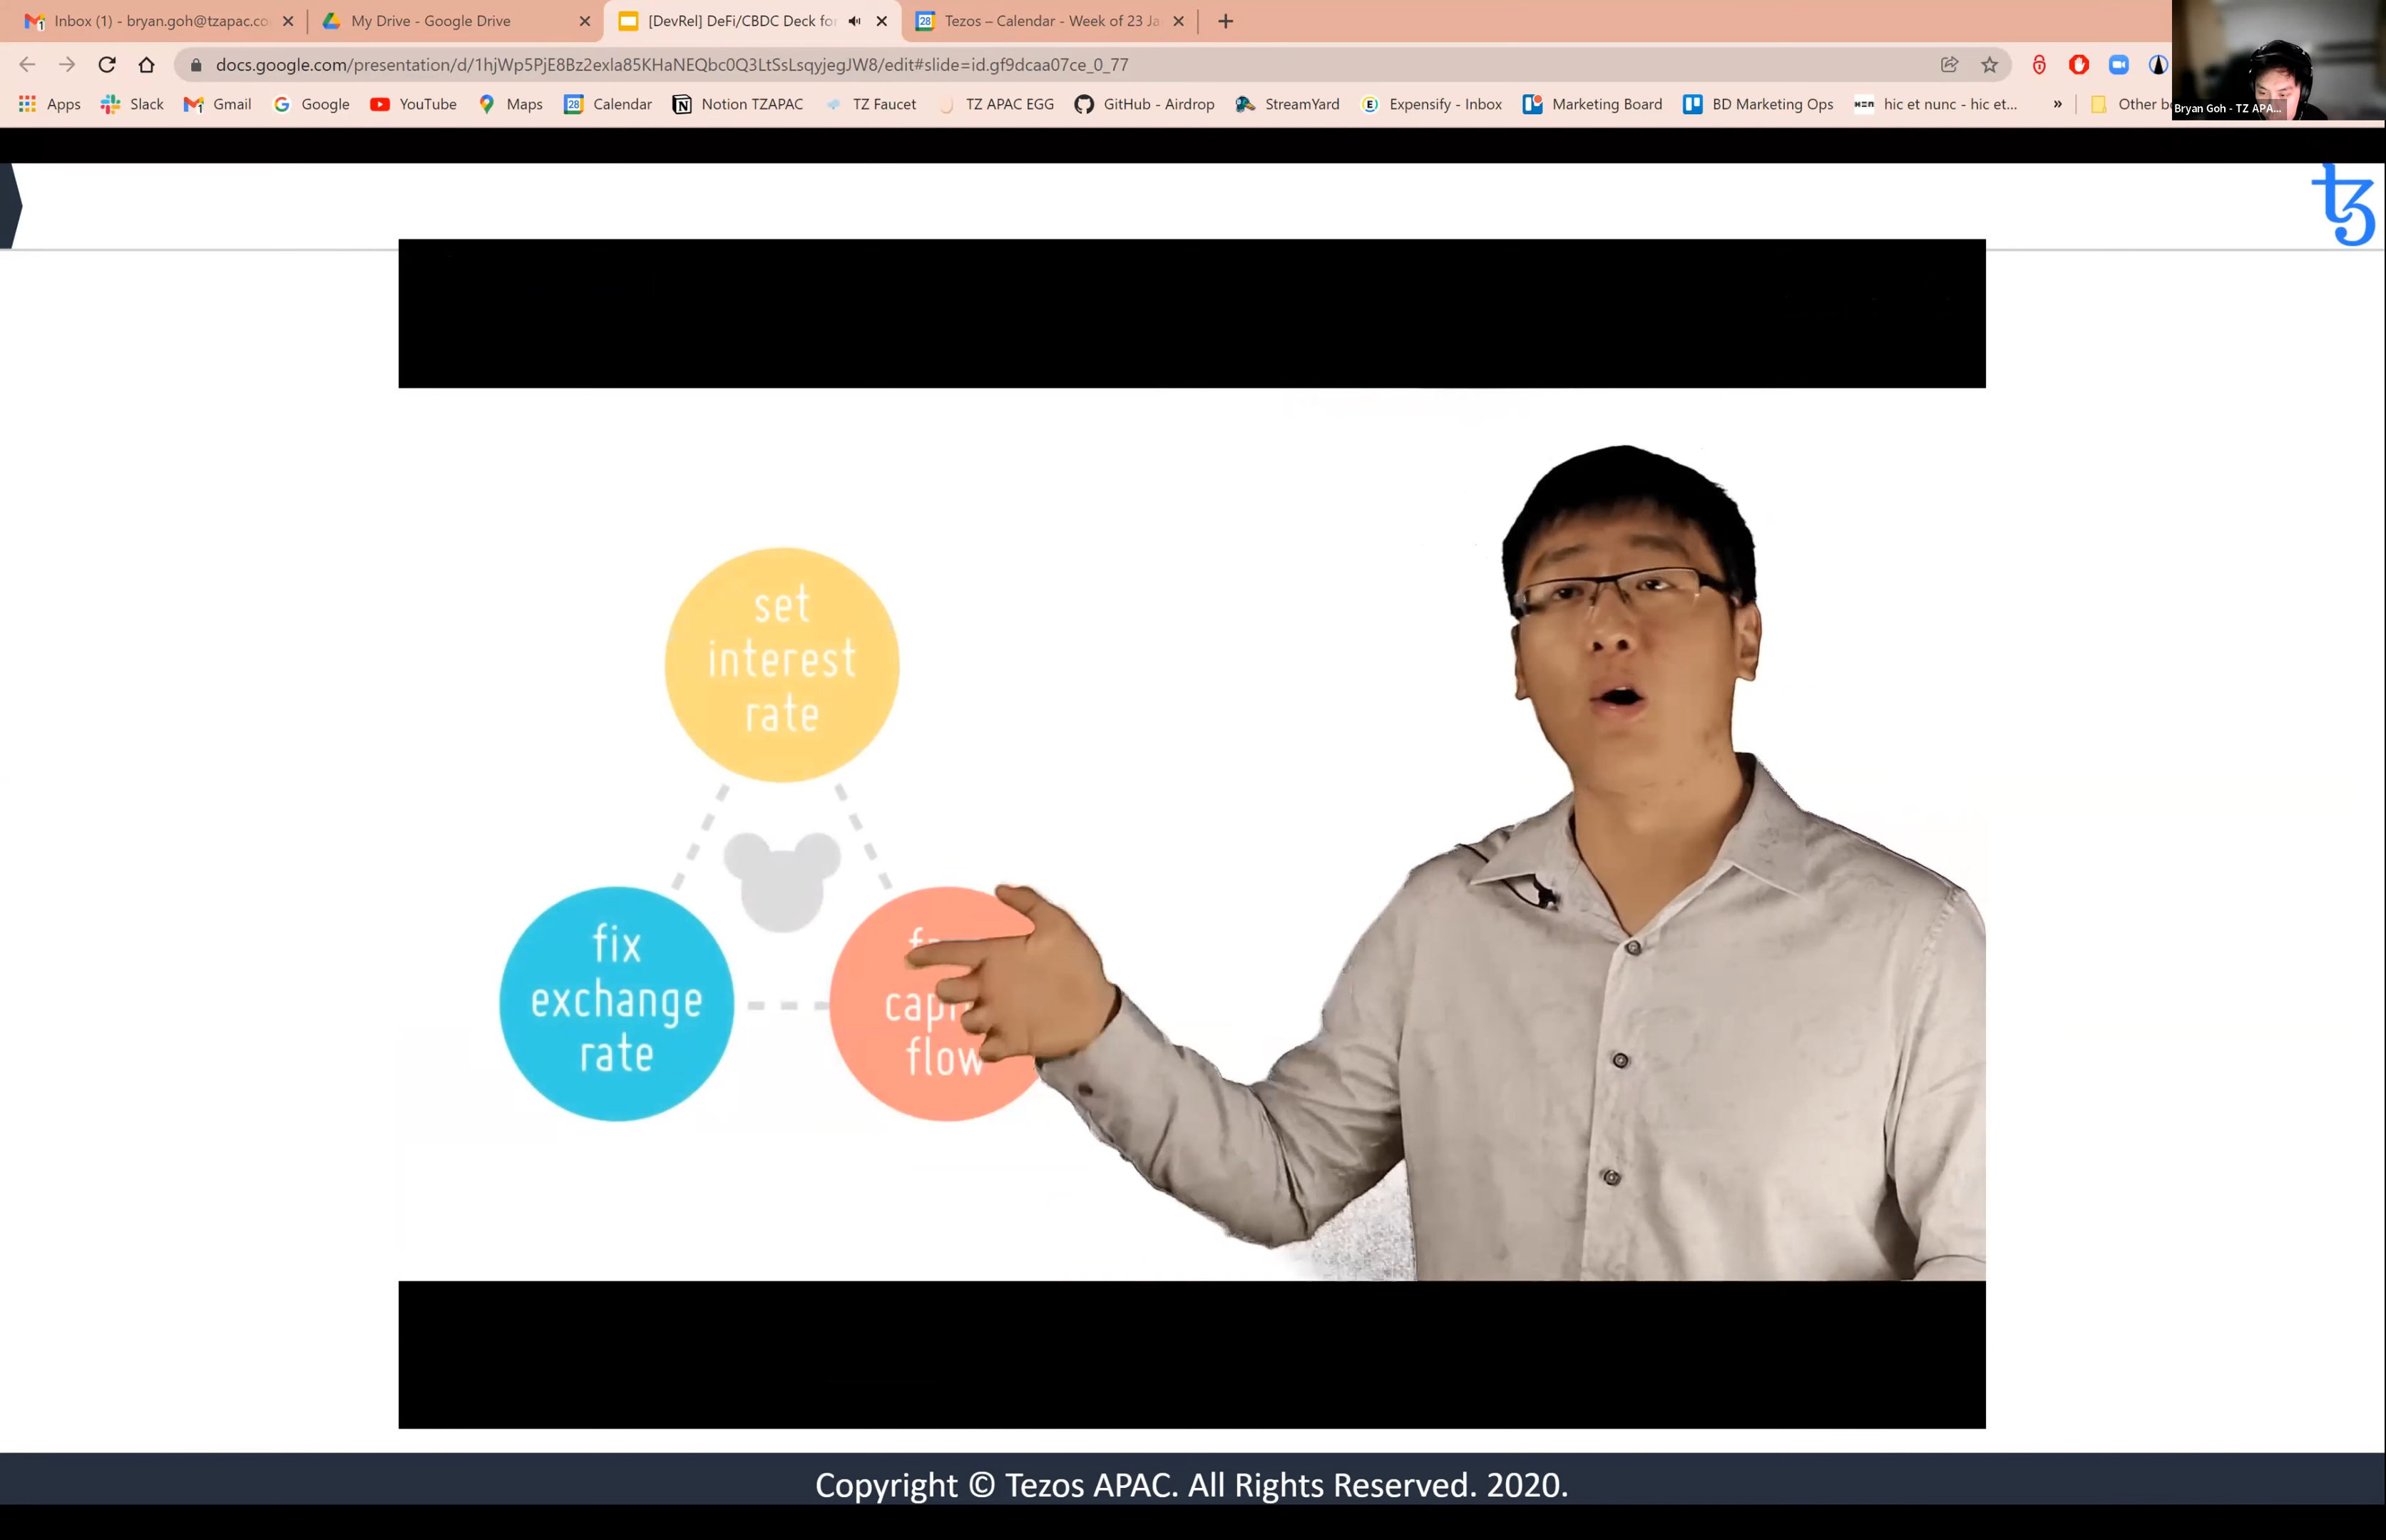 Inbox (1) - bryan.goh@tzapac.co
My Drive - Google Drive
[DevRel] DeFi/CBDC Deck for
Tezos – Calendar - Week of 23 Ja
docs.google.com/presentation/d/1hjWp5PjE8Bz2exla85KHaNEQbc0Q3LtSsLsqyjegJW8/edit#slide=id.gf9dcaa07ce_0_77
Apps
Slack
Gmail
Google
YouTube
Maps
28 Calendar
Notion TZAPAC
TZ Faucet
TZ APAC EGG
GitHub - Airdrop
StreamYard
Expensify - Inbox
Marketing Board
BD Marketing Ops
hic et nunc - hic et...
»
Other b
Bryan Goh - TZ APA...
set
interest
rate
fix
exchange
rate
flow
Copyright © Tezos APAC. All Rights Reserved. 2020.